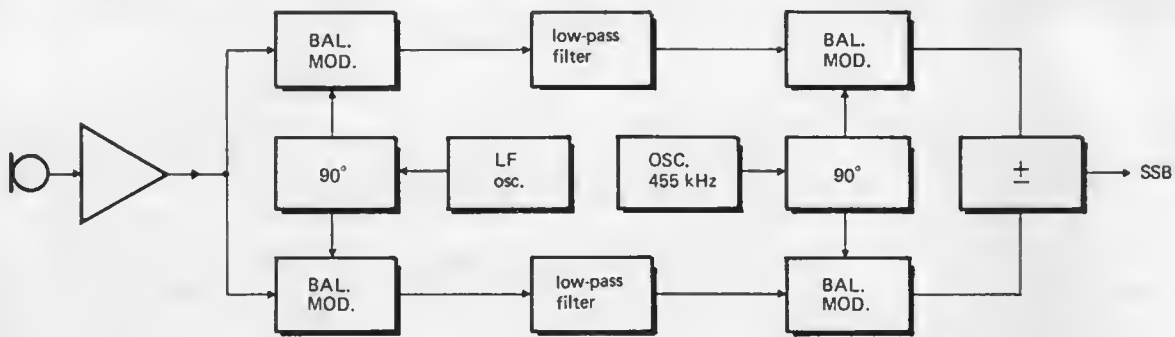 BAL.
MOD.
low-pass
filter
BAL.
MOD.
90°
LF
osc.
OSC.
455 kHz
90°
±
SSB
BAL.
MOD.
low-pass
filter
BAL.
MOD.